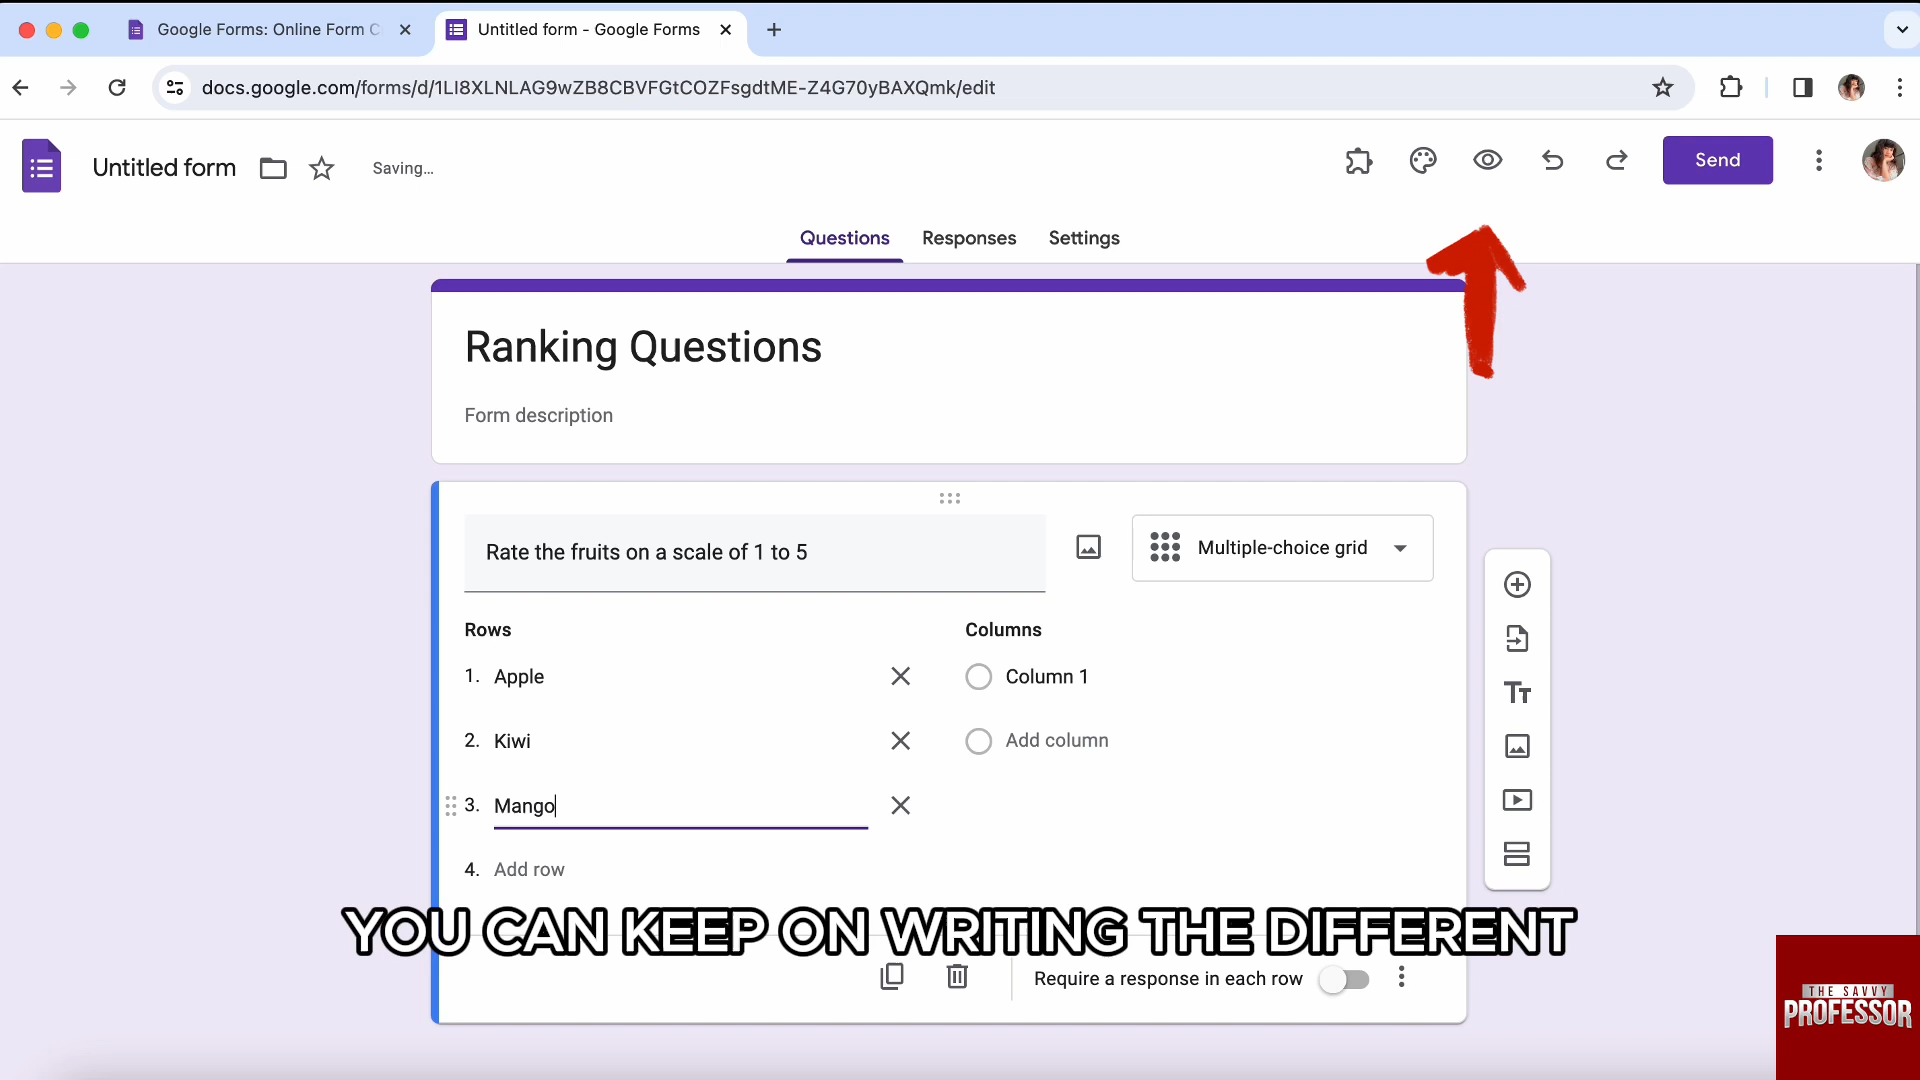 Google Forms: Online Form C
Untitled form - Google Forms
docs.google.com/forms/d/1LI8XLNLAG9wZB8CBVFGtCOZFsgdtME-Z4G70yBAXQmk/edit
Untitled form
Saving...
Send
Questions
Responses
Settings
Ranking Questions
Form description
Rate the fruits on a scale of 1 to 5
Multiple-choice grid
Rows
Columns
1. Apple
Column 1
2. Kiwi
Add column
3. Mango
4. Add row
YOU CAN KEEP ON WRITING THE DIFFERENT
Require a response in each row
THE SAVVY
PROFESSOR